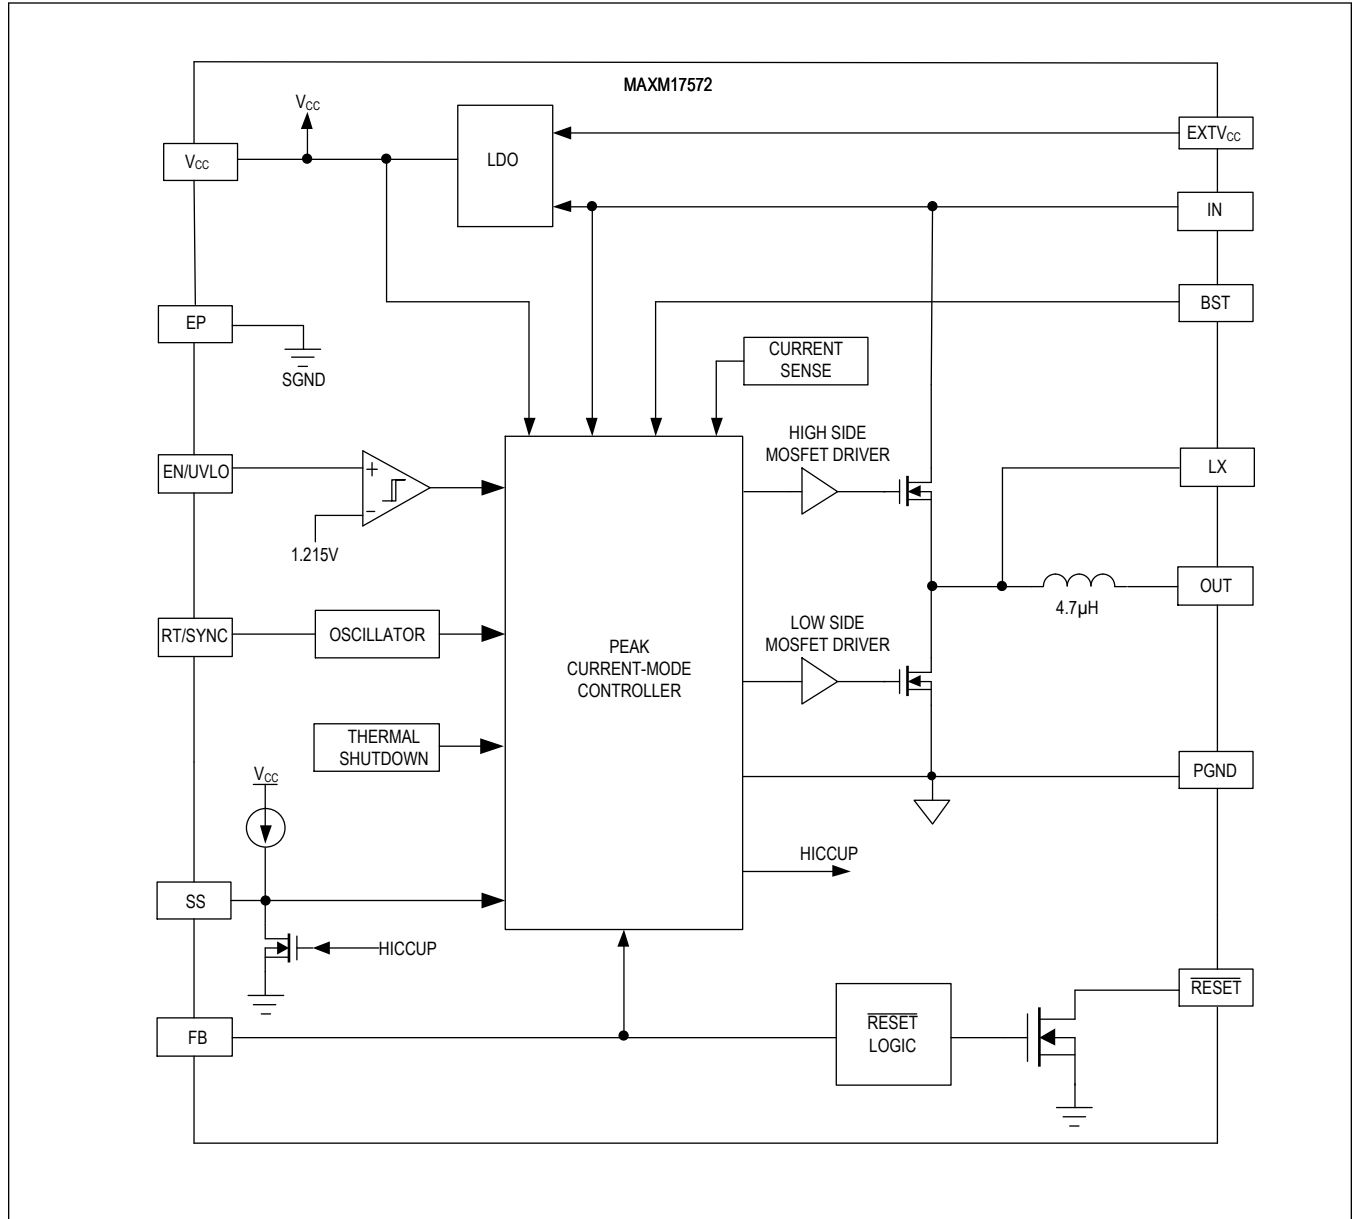 MAXM17572
VCC
VCC
LDO
EXTVCC
IN
BST
EP
SGND
CURRENT
SENSE
HIGH SIDE
MOSFET DRIVER
EN/UVLO
+
−
1.215V
LX
OUT
4.7µH
RT/SYNC
OSCILLATOR
PEAK
CURRENT-MODE
CONTROLLER
LOW SIDE
MOSFET DRIVER
THERMAL
SHUTDOWN
VCC
PGND
HICCUP
SS
HICCUP
RESET
FB
RESET
LOGIC